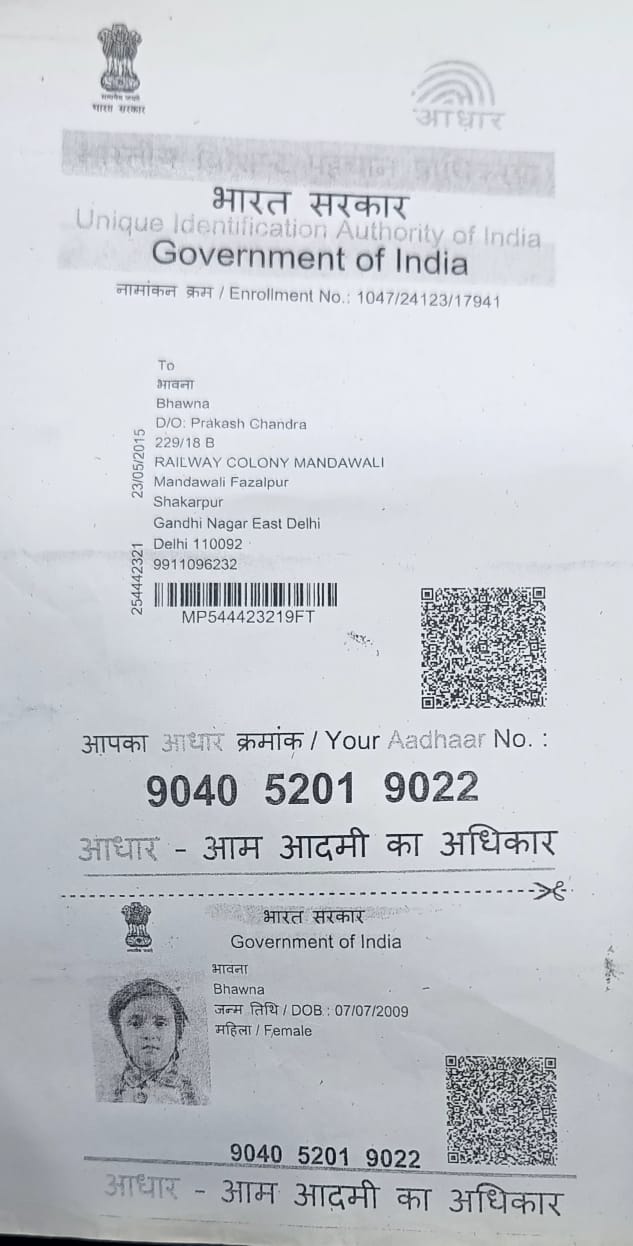 भारत सरकार
आधार
भारत सरकार
Unique Identification Authority of India
Government of India
नामांकन क्रम / Enrollment No.: 1047/24123/17941
To
भावना
Bhawna
D/O: Prakash Chandra
229/18 B
RAILWAY COLONY MANDAWALI
Mandawali Fazalpur
Shakarpur
Gandhi Nagar East Delhi
Delhi 110092
9911096232
23/05/2015
254442321
MP544423219FT
आपका आधार क्रमांक / Your Aadhaar No. :
9040 5201 9022
आधार - आम आदमी का अधिकार
भारत सरकार
Government of India
भावना
Bhawna
जन्म तिथि / DOB : 07/07/2009
महिला / Female
9040 5201 9022
आधार - आम आदमी का अधिकार